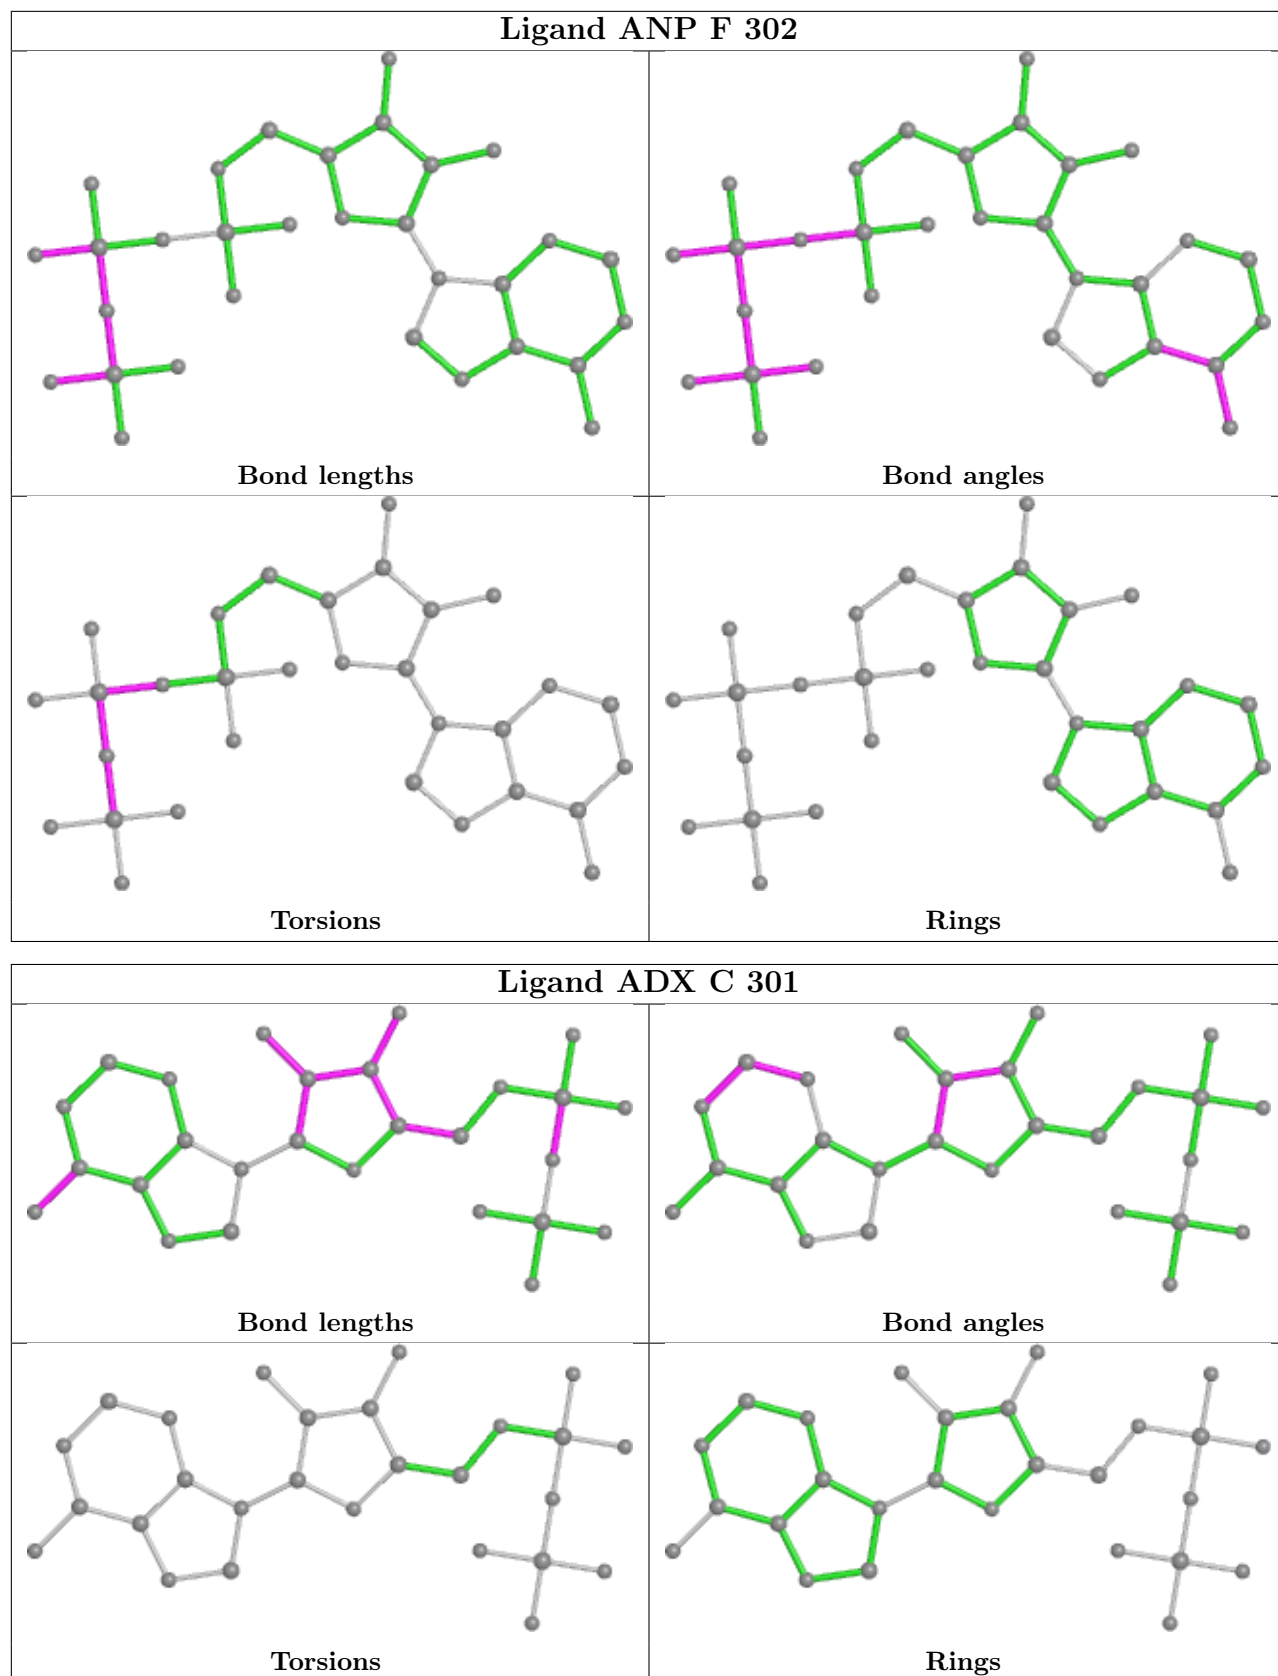 Ligand ANP F 302
Bond lengths
Bond angles
Torsions
Rings
Ligand ADX C 301
Bond lengths
Bond angles
Torsions
Rings